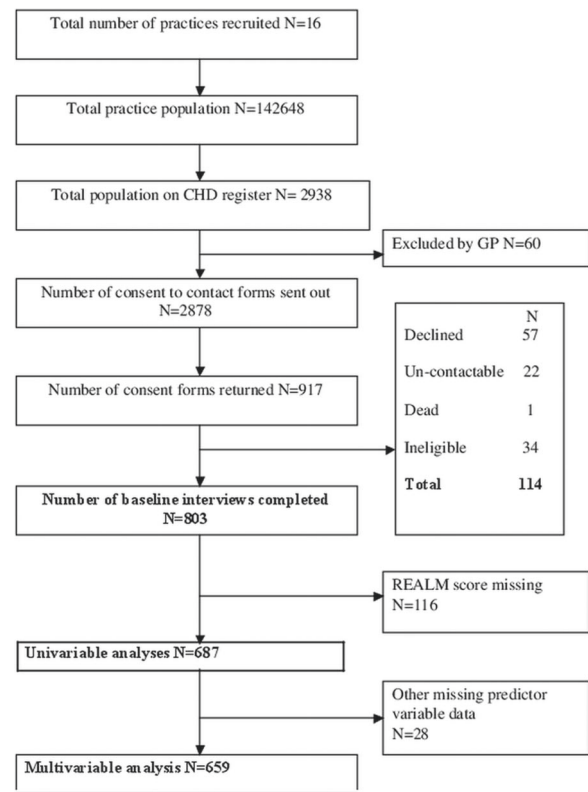 Total number of practices recruited N=16
Total practice population N=142648
Total population on CHD register N= 2938
Excluded by GP N=60
Number of consent to contact forms sent out
N=2878
N
Declined 57
Un-contactable 22
Dead 1
Ineligible 34
Total 114
Number of consent forms returned N=917
Number of baseline interviews completed
N=803
REALM score missing
N=116
Univariable analyses N=687
Other missing predictor
variable data
N=28
Multivariable analysis N=659